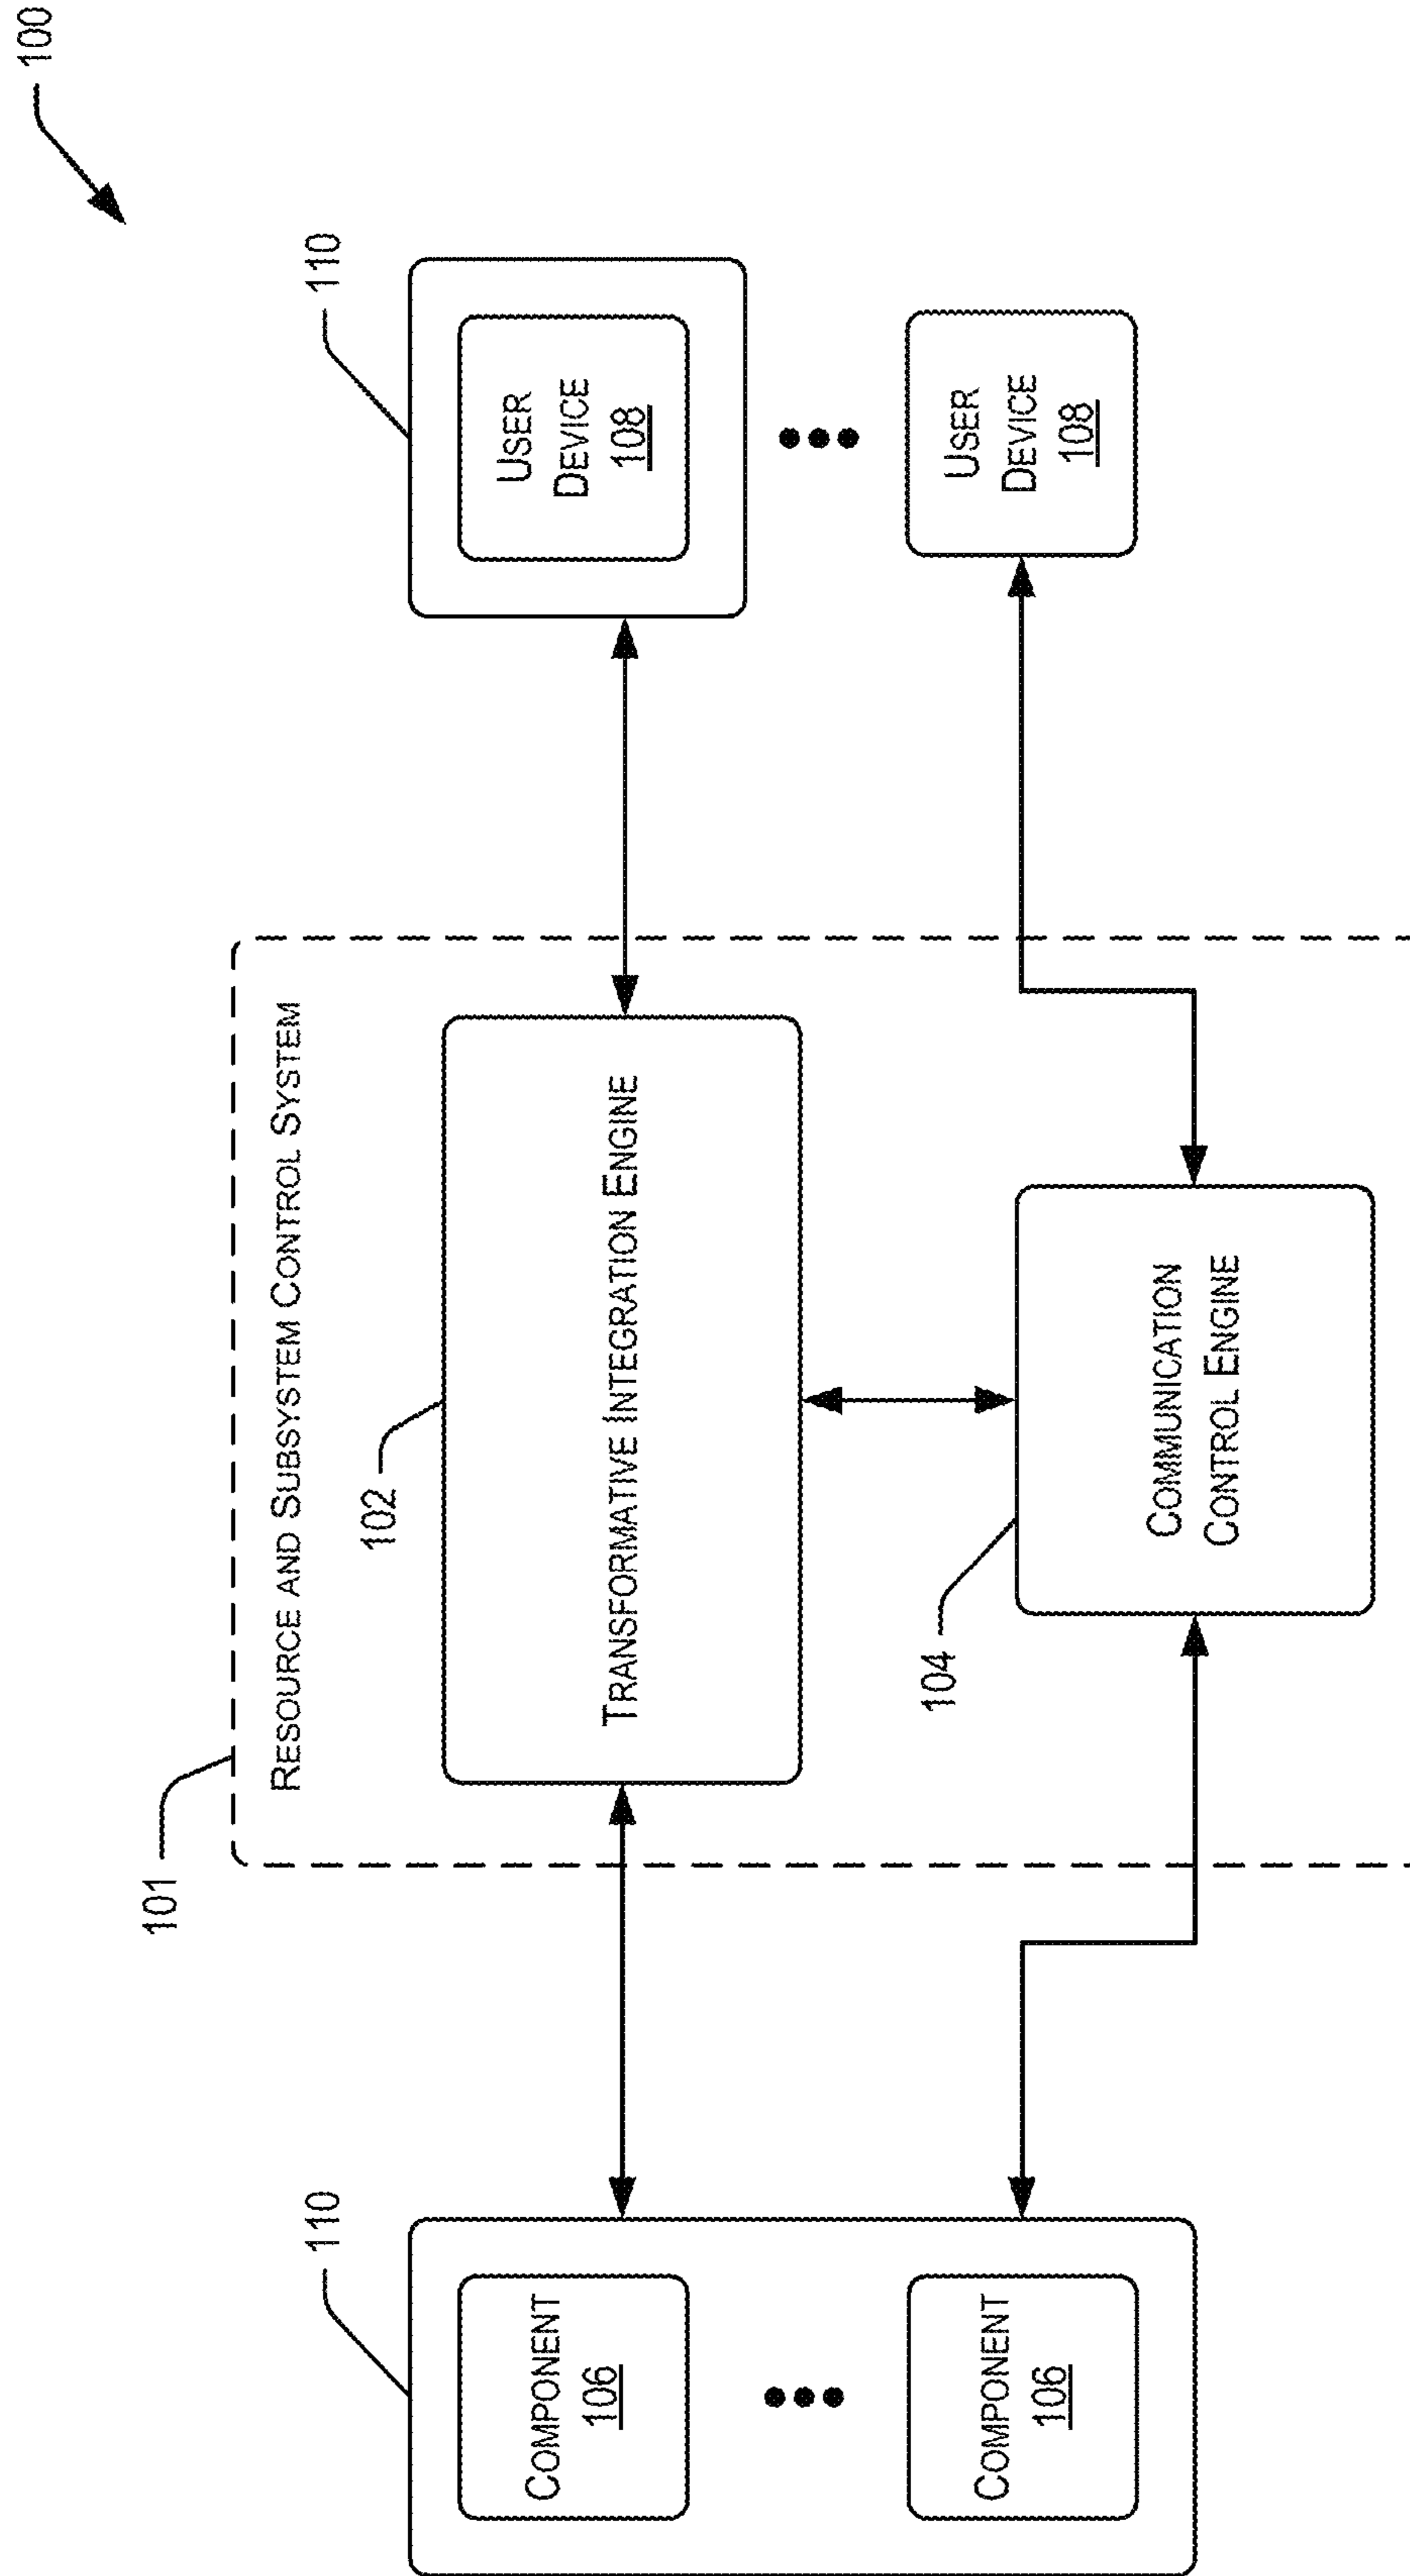 100
101
RESOURCE AND SUBSYSTEM CONTROL SYSTEM
110
COMPONENT
106
COMPONENT
106
102
TRANSFORMATIVE INTEGRATION ENGINE
104
COMMUNICATION
CONTROL ENGINE
110
USER
DEVICE
108
USER
DEVICE
108